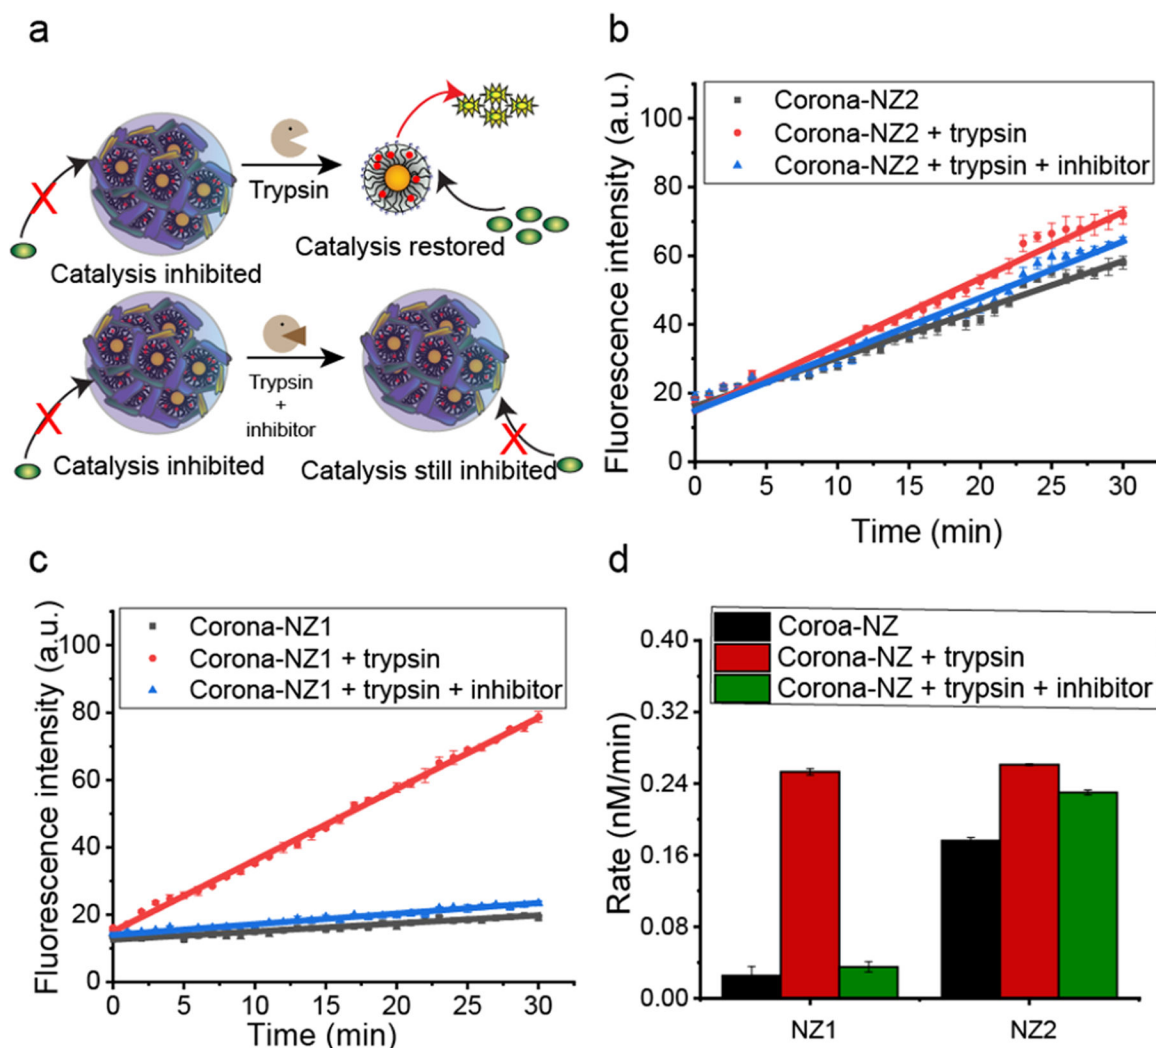 a
Trypsin
Catalysis inhibited
Catalysis restored
Trypsin
+
inhibitor
Catalysis inhibited
Catalysis still inhibited
X
X
X
b
Corona-NZ2
Corona-NZ2 + trypsin
Corona-NZ2 + trypsin + inhibitor
Fluorescence intensity (a.u.)
100
80
60
40
20
0
0 5 10 15 20 25 30
Time (min)
c
Corona-NZ1
Corona-NZ1 + trypsin
Corona-NZ1 + trypsin + inhibitor
Fluorescence intensity (a.u.)
100
80
60
40
20
0
0 5 10 15 20 25 30
Time (min)
d
Coroa-NZ
Corona-NZ + trypsin
Corona-NZ + trypsin + inhibitor
Rate (nM/min)
0.40
0.32
0.24
0.16
0.08
0.00
NZ1 NZ2